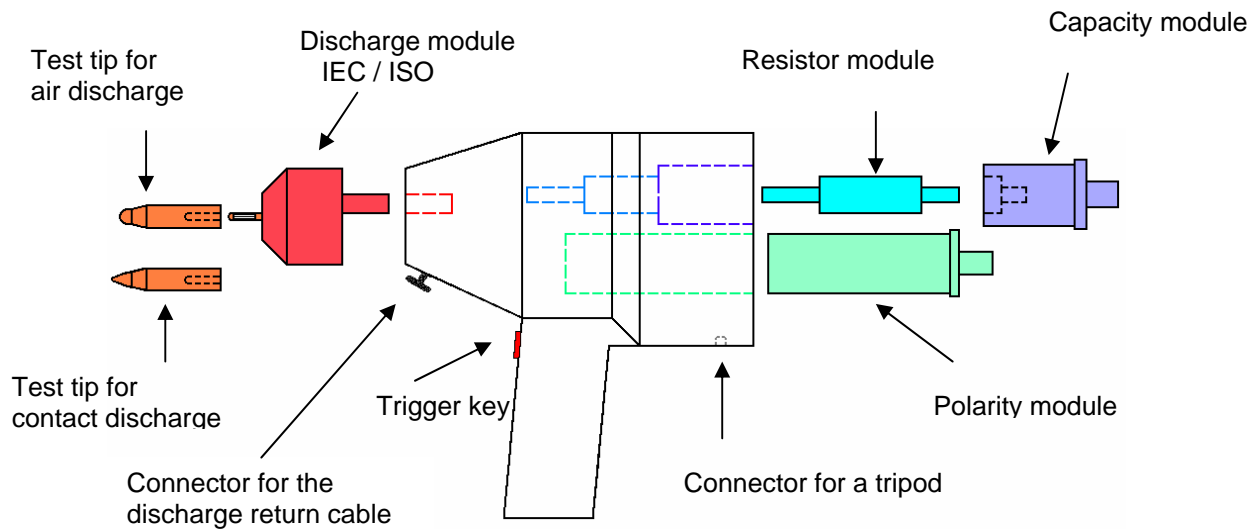 Capacity module
Discharge module
IEC / ISO
Test tip for
air discharge
Resistor module
Test tip for
contact discharge
Trigger key
Polarity module
Connector for the
discharge return cable
Connector for a tripod